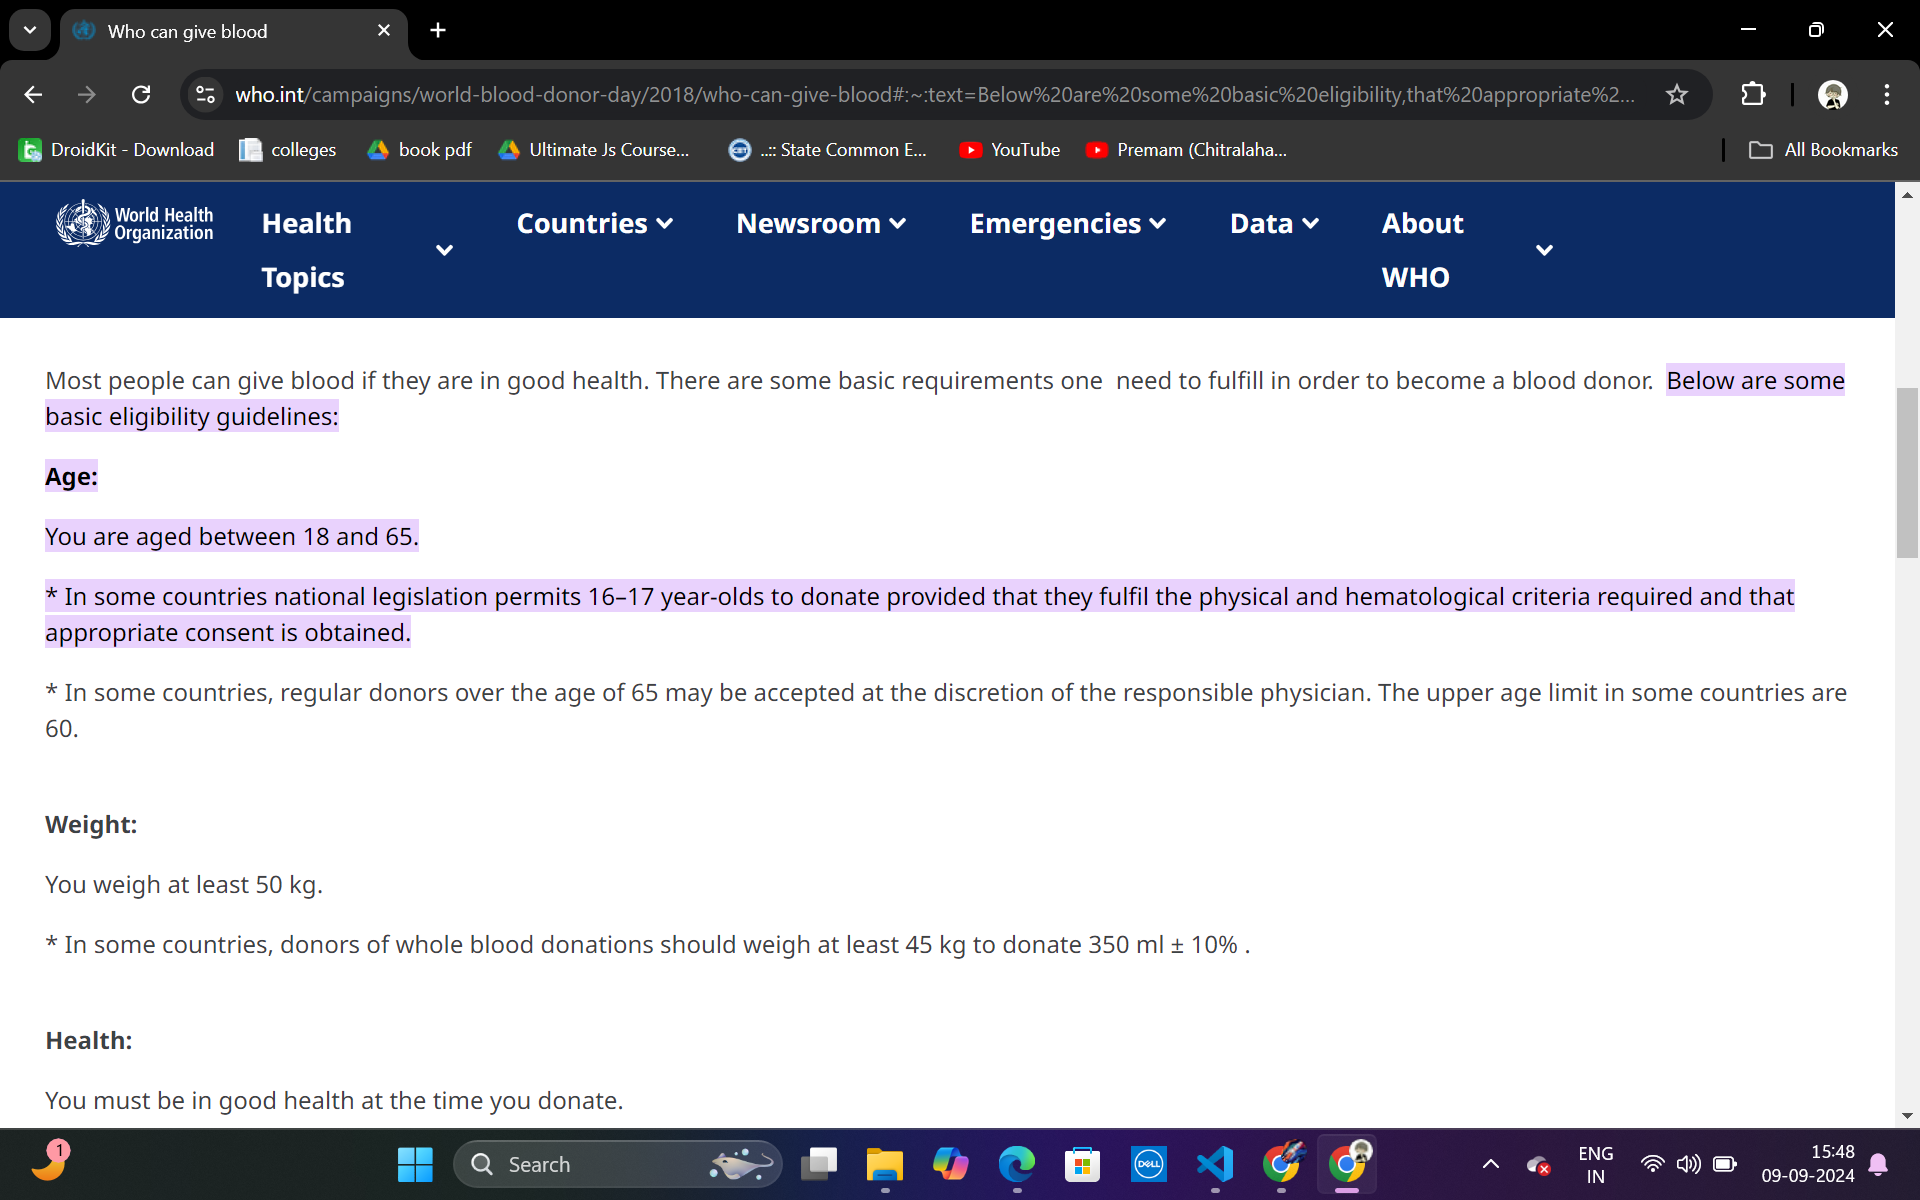 Who can give blood
who.int/campaigns/world-blood-donor-day/2018/who-can-give-blood#:~:text=Below%20are%20some%20basic%20eligibility,that%20appropriate%2...
DroidKit - Download colleges book pdf Ultimate Js Course... ..:: State Common E... YouTube Premam (Chitralaha... All Bookmarks
World Health Organization
Health Topics Countries Newsroom Emergencies Data About WHO
Most people can give blood if they are in good health. There are some basic requirements one  need to fulfill in order to become a blood donor.  Below are some
basic eligibility guidelines:
Age:
You are aged between 18 and 65.
* In some countries national legislation permits 16–17 year-olds to donate provided that they fulfil the physical and hematological criteria required and that
appropriate consent is obtained.
* In some countries, regular donors over the age of 65 may be accepted at the discretion of the responsible physician. The upper age limit in some countries are
60.
Weight:
You weigh at least 50 kg.
* In some countries, donors of whole blood donations should weigh at least 45 kg to donate 350 ml ± 10% .
Health:
You must be in good health at the time you donate.
1 Search DELL ENG IN 15:48
09-09-2024